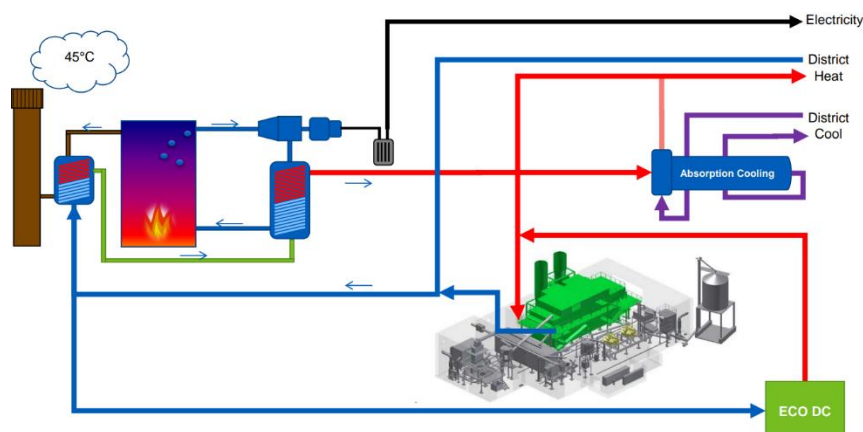 Electricity
45°C
District
Heat
District
Cool
Absorption Cooling
ECO DC